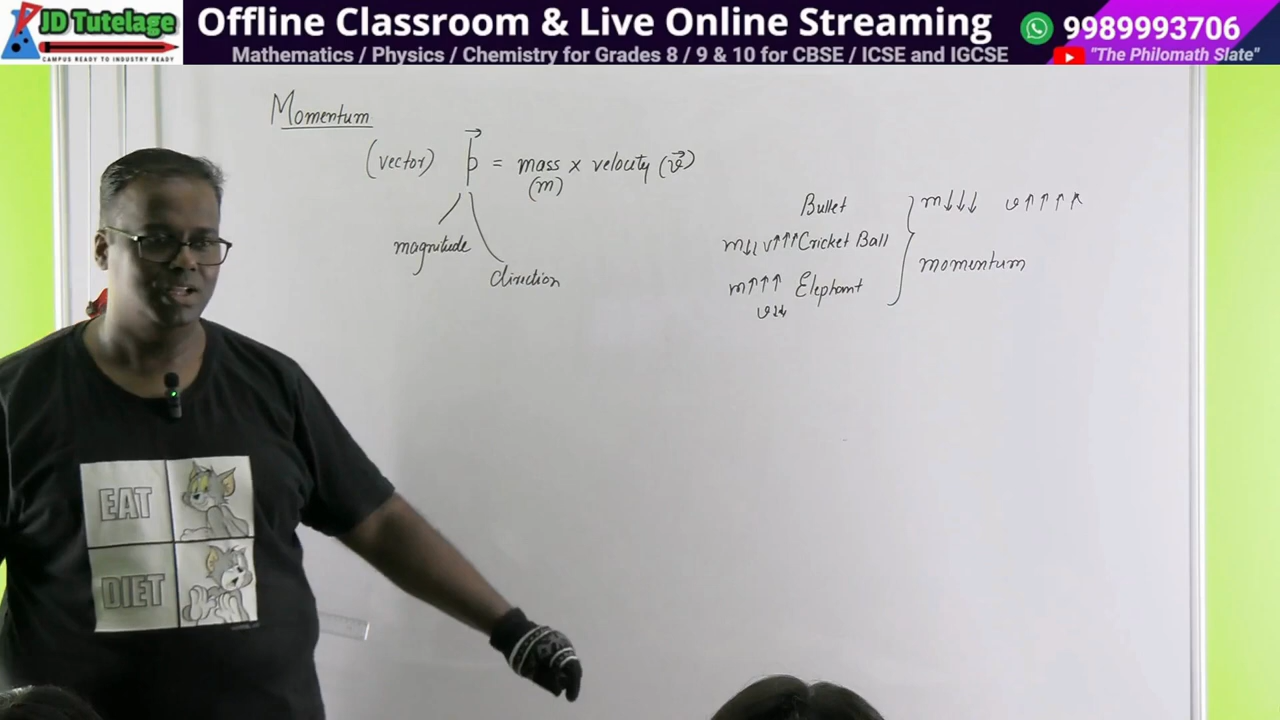 JD Tutelage
CAMPUS READY TO INDUSTRY READY
Offline Classroom & Live Online Streaming
Mathematics / Physics / Chemistry for Grades 8 / 9 & 10 for CBSE / ICSE and IGCSE
9989993706
"The Philomath Slate"
Momentum
(vector) p⃗ = mass x velocity (v⃗)
(m)
magnitude
direction
Bullet
m↓↓ v↑↑↑ Cricket Ball
m↑↑↑ Elephant
v↓↓
m↓↓↓ v↑↑↑↑
momentum
EAT
DIET